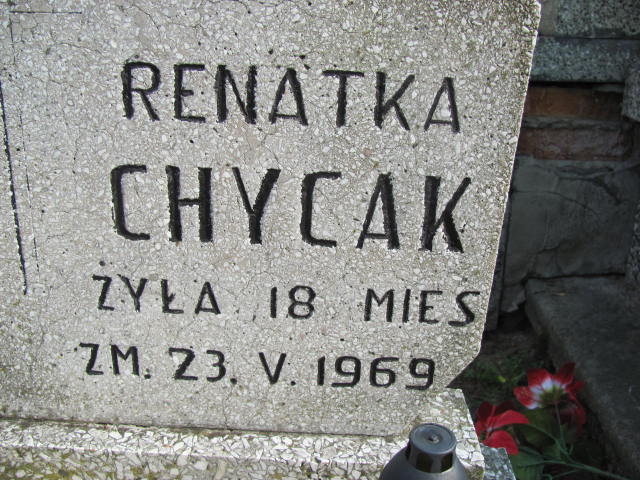 RENATKA
CHYCAK
ŻYŁA 18 MIES
ZM. 23. V. 1969